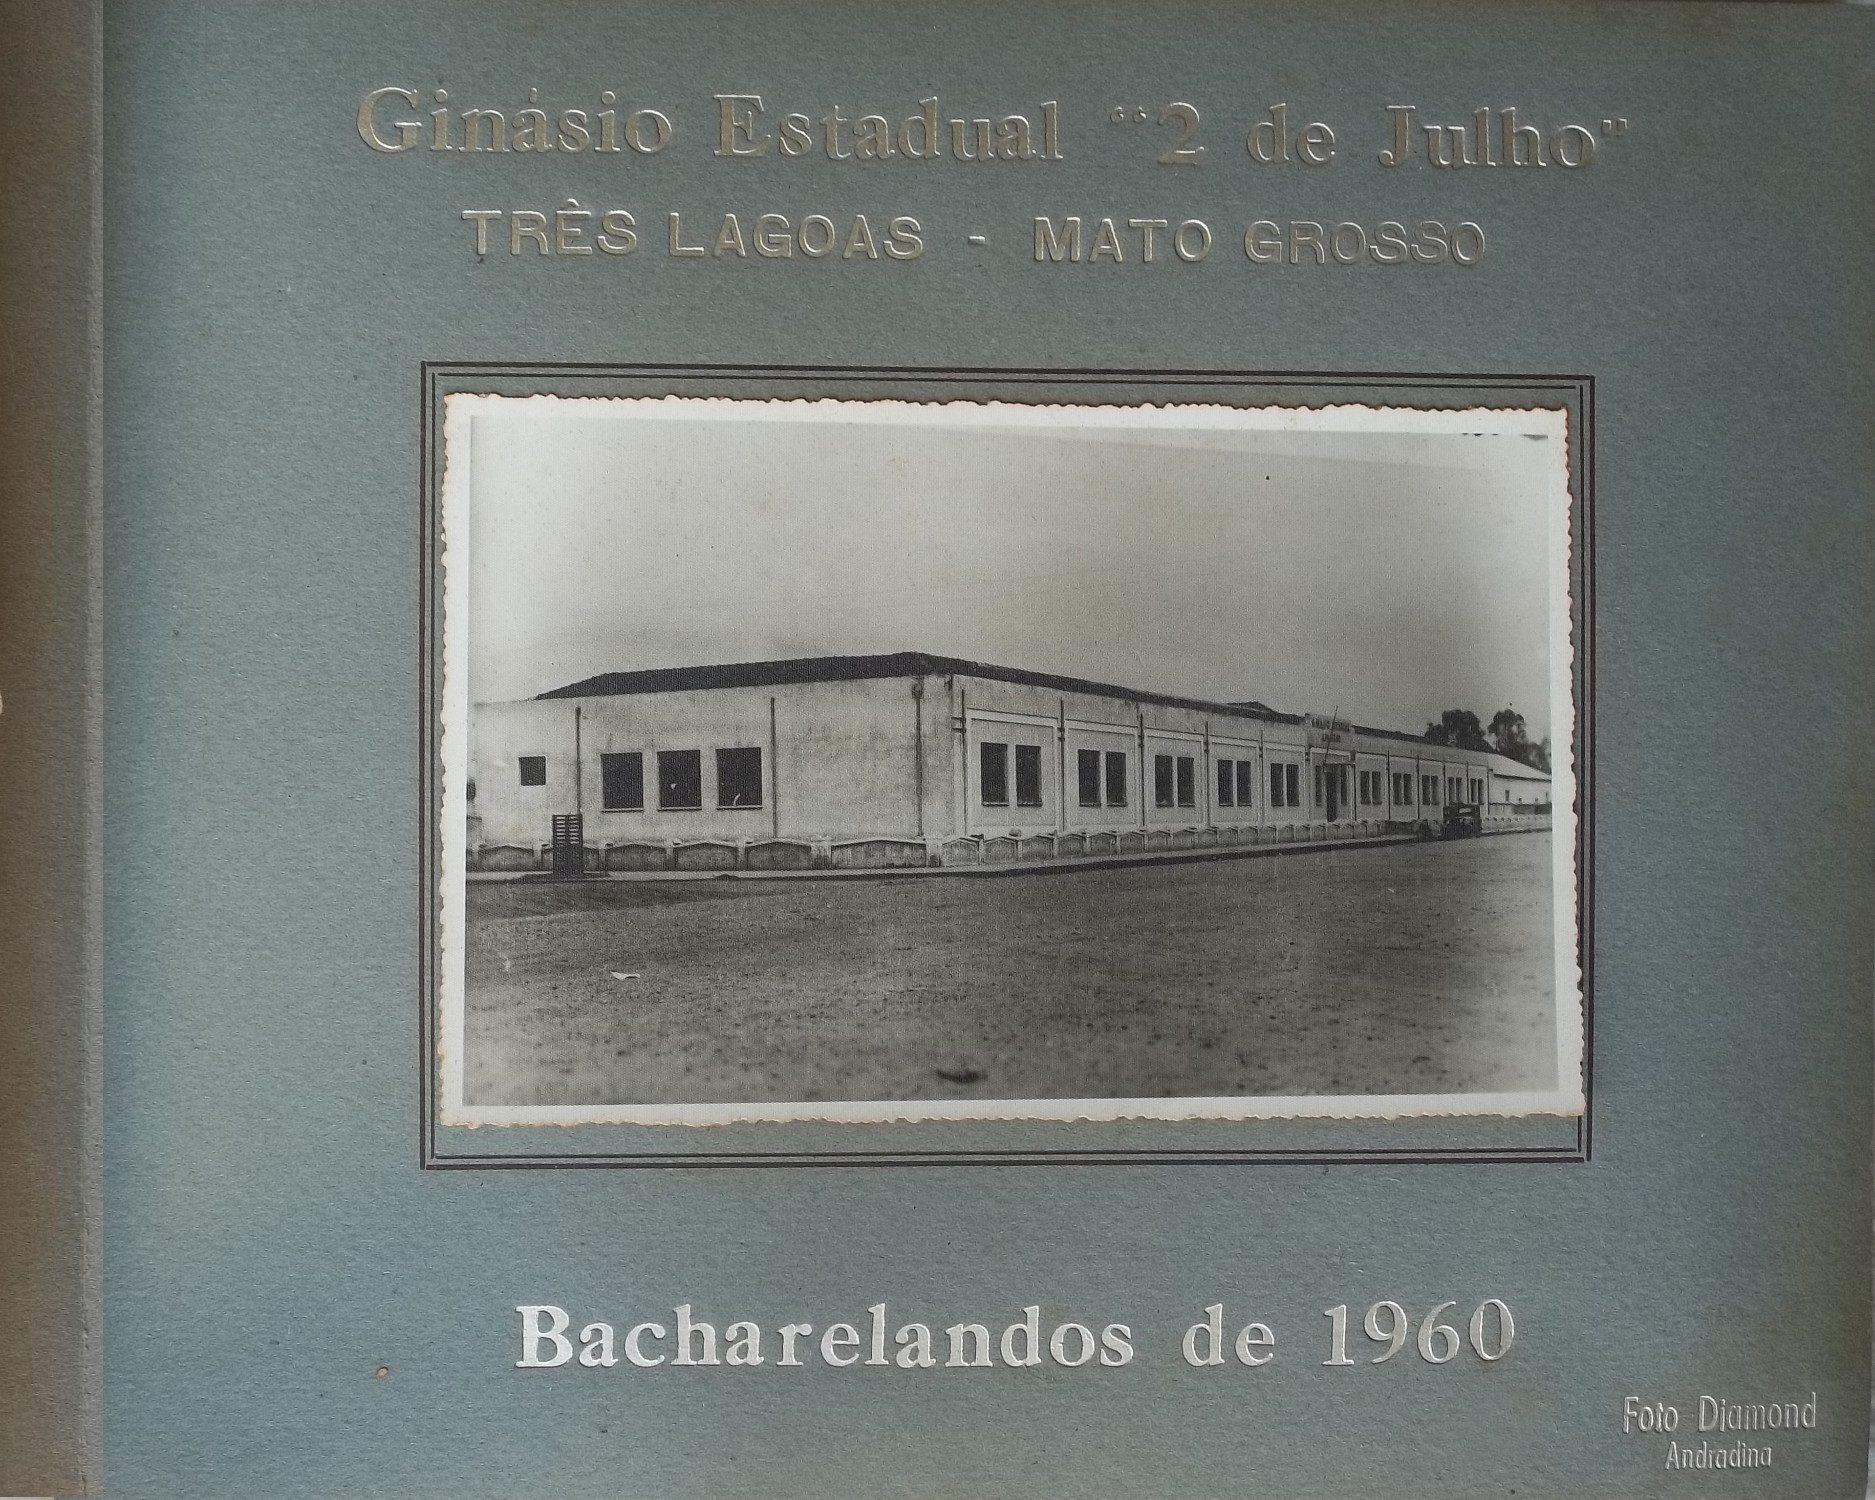 Ginásio Estadual “2 de Julho”
TRÊS LAGOAS - MATO GROSSO
Bacharelandos de 1960
Foto Diamond
Andradina